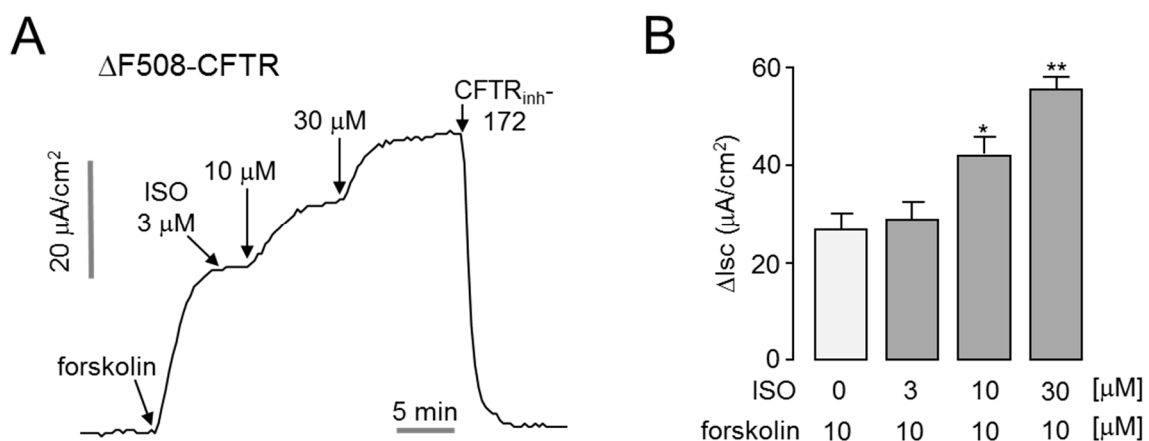 A
ΔF508-CFTR
CFTRinh-
172
30 μM
10 μM
ISO
3 μM
20 μA/cm2
forskolin
5 min
B
ΔIsc (μA/cm2)
60
40
20
0
*
**
ISO 0 3 10 30 [μM]
forskolin 10 10 10 10 [μM]